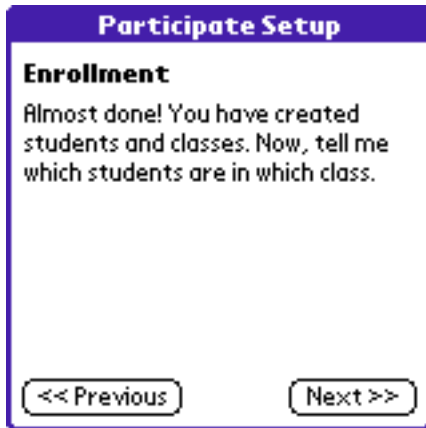 Participate Setup
Enrollment
Almost done! You have created
students and classes. Now, tell me
which students are in which class.
<< Previous
Next >>